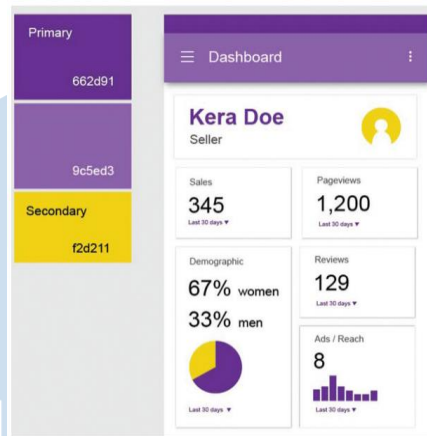 Primary
662d91
9c5ed3
Secondary
f2d211
Dashboard
Kera Doe
Seller
Sales
345
Last 30 days ▼
Pageviews
1,200
Last 30 days ▼
Demographic
67% women
33% men
Last 30 days ▼
Reviews
129
Last 30 days ▼
Ads / Reach
8
Last 30 days ▼